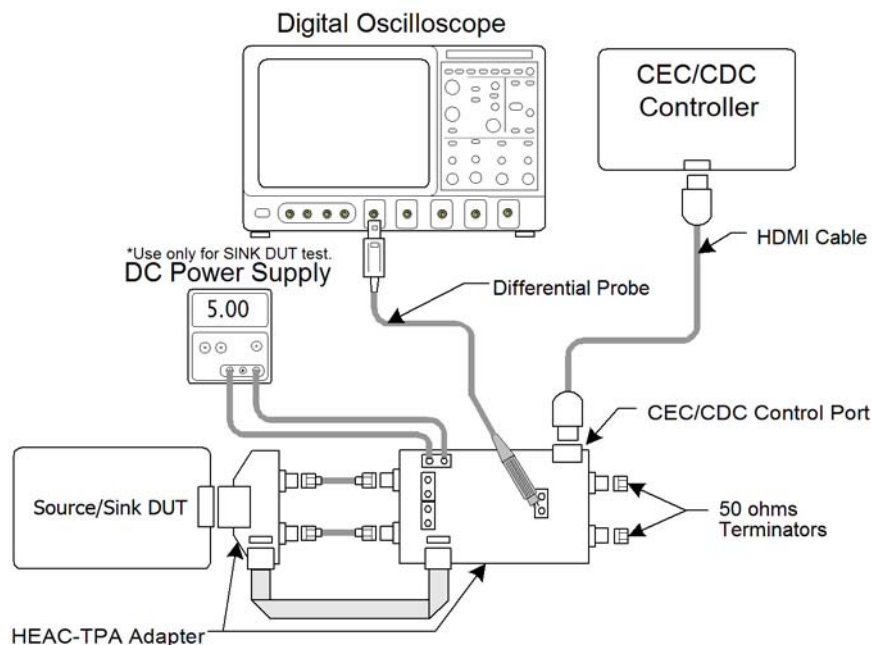 Digital Oscilloscope
CEC/CDC
Controller
HDMI Cable
*Use only for SINK DUT test.
DC Power Supply
5.00
Differential Probe
CEC/CDC Control Port
Source/Sink DUT
50 ohms
Terminators
HEAC-TPA Adapter